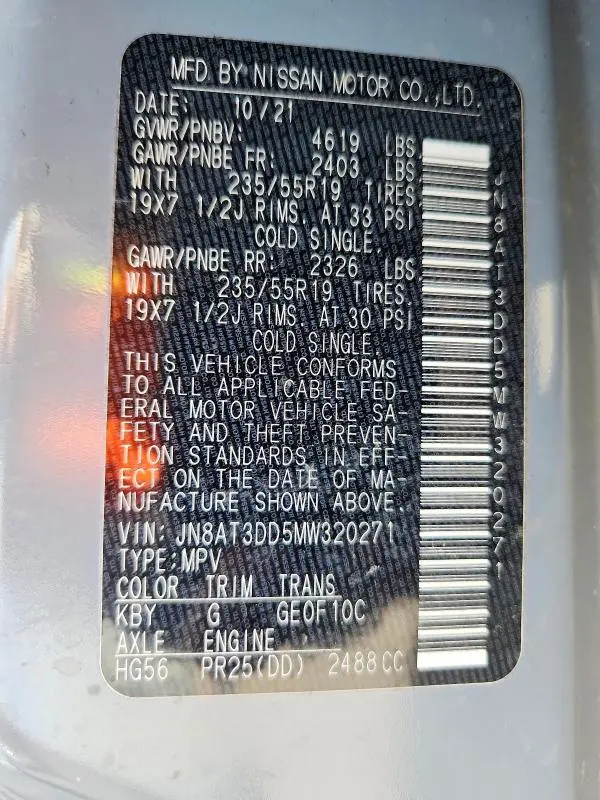 MFD. BY NISSAN MOTOR CO., LTD.
DATE: 10/21
GVWR/PNBV: 4619 LBS
GAWR/PNBE FR: 2403 LBS
WITH 235/55R19 TIRES
19X7 1/2J RIMS. AT 33 PSI
COLD SINGLE
GAWR/PNBE RR: 2326 LBS
WITH 235/55R19 TIRES.
19X7 1/2J RIMS. AT 30 PSI
COLD SINGLE
THIS VEHICLE CONFORMS
TO ALL APPLICABLE FED-
ERAL MOTOR VEHICLE SA-
FETY AND THEFT PREVEN-
TION STANDARDS IN EFF-
ECT ON THE DATE OF MA-
NUFACTURE SHOWN ABOVE.
VIN: JN8AT3DD5MW320271
TYPE:MPV
COLOR TRIM TRANS
KBY G GE0F10C
AXLE ENGINE
HG56 PR25(DD) 2488CC
JN8AT3DD5MW320271